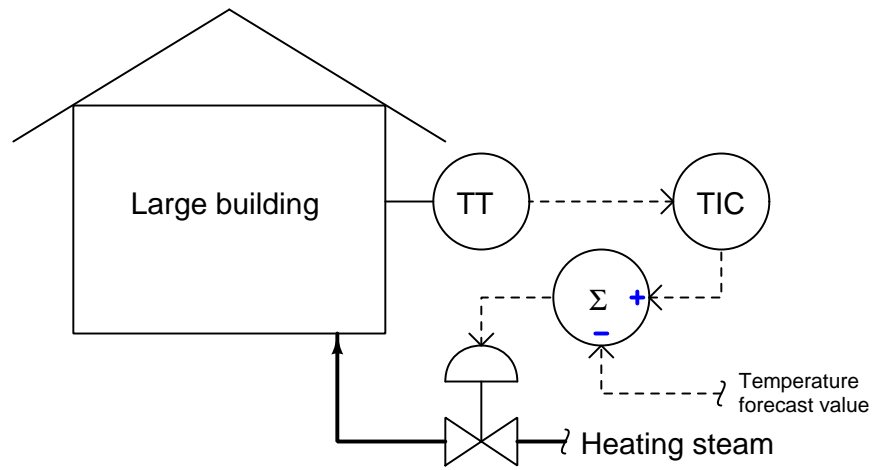 Large building
TT
TIC
Σ
+
−
Temperature
forecast value
Heating steam